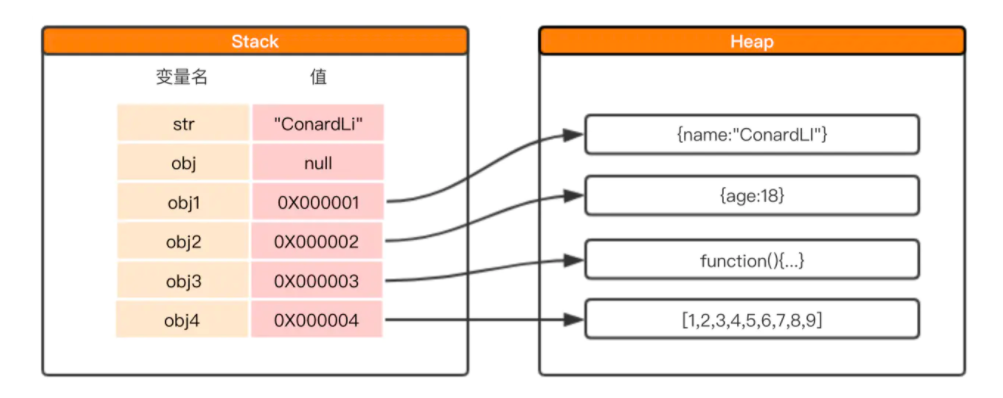 Stack
变量名 值
str "ConardLi"
obj null
obj1 0X000001
obj2 0X000002
obj3 0X000003
obj4 0X000004
Heap
{name:"ConardLI"}
{age:18}
function(){...}
[1,2,3,4,5,6,7,8,9]